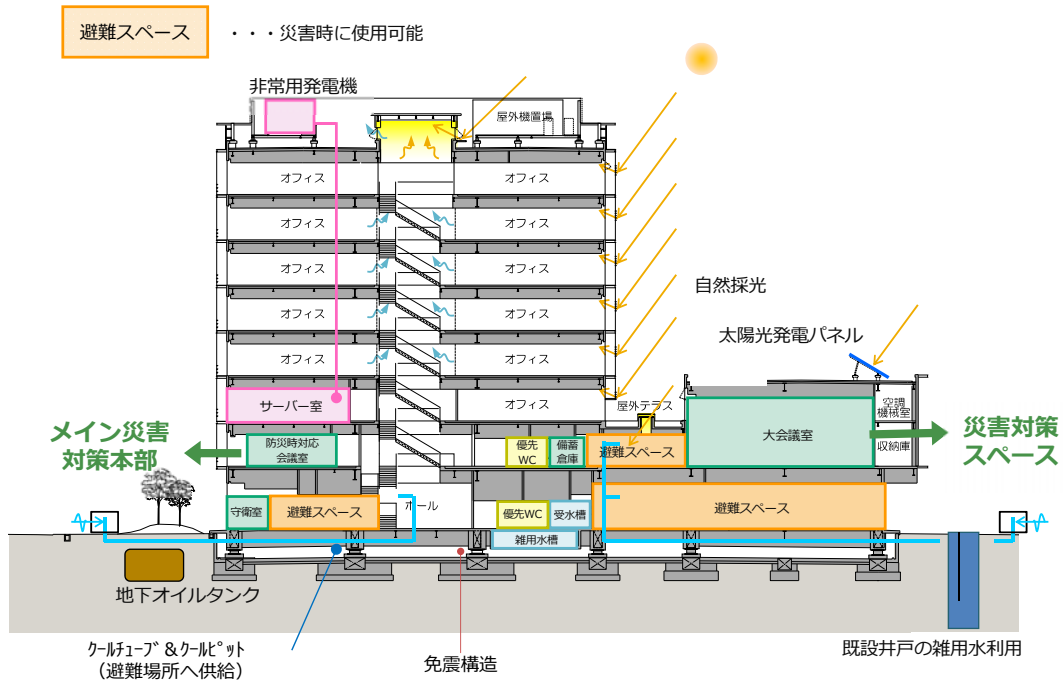 避難スペース
・・・災害時に使用可能
非常用発電機
屋外機置場
オフィス
オフィス
オフィス
オフィス
オフィス
オフィス
オフィス
オフィス
オフィス
オフィス
自然採光
太陽光発電パネル
サーバー室
オフィス
屋外テラス
空調
機械室
メイン災害
対策本部
防災時対応
会議室
優先
WC
備蓄
倉庫
避難スペース
大会議室
収納庫
災害対策
スペース
守衛室
避難スペース
ホール
優先WC
受水槽
避難スペース
雑用水槽
地下オイルタンク
クールチューブ&クールピット
(避難場所へ供給)
免震構造
既設井戸の雑用水利用